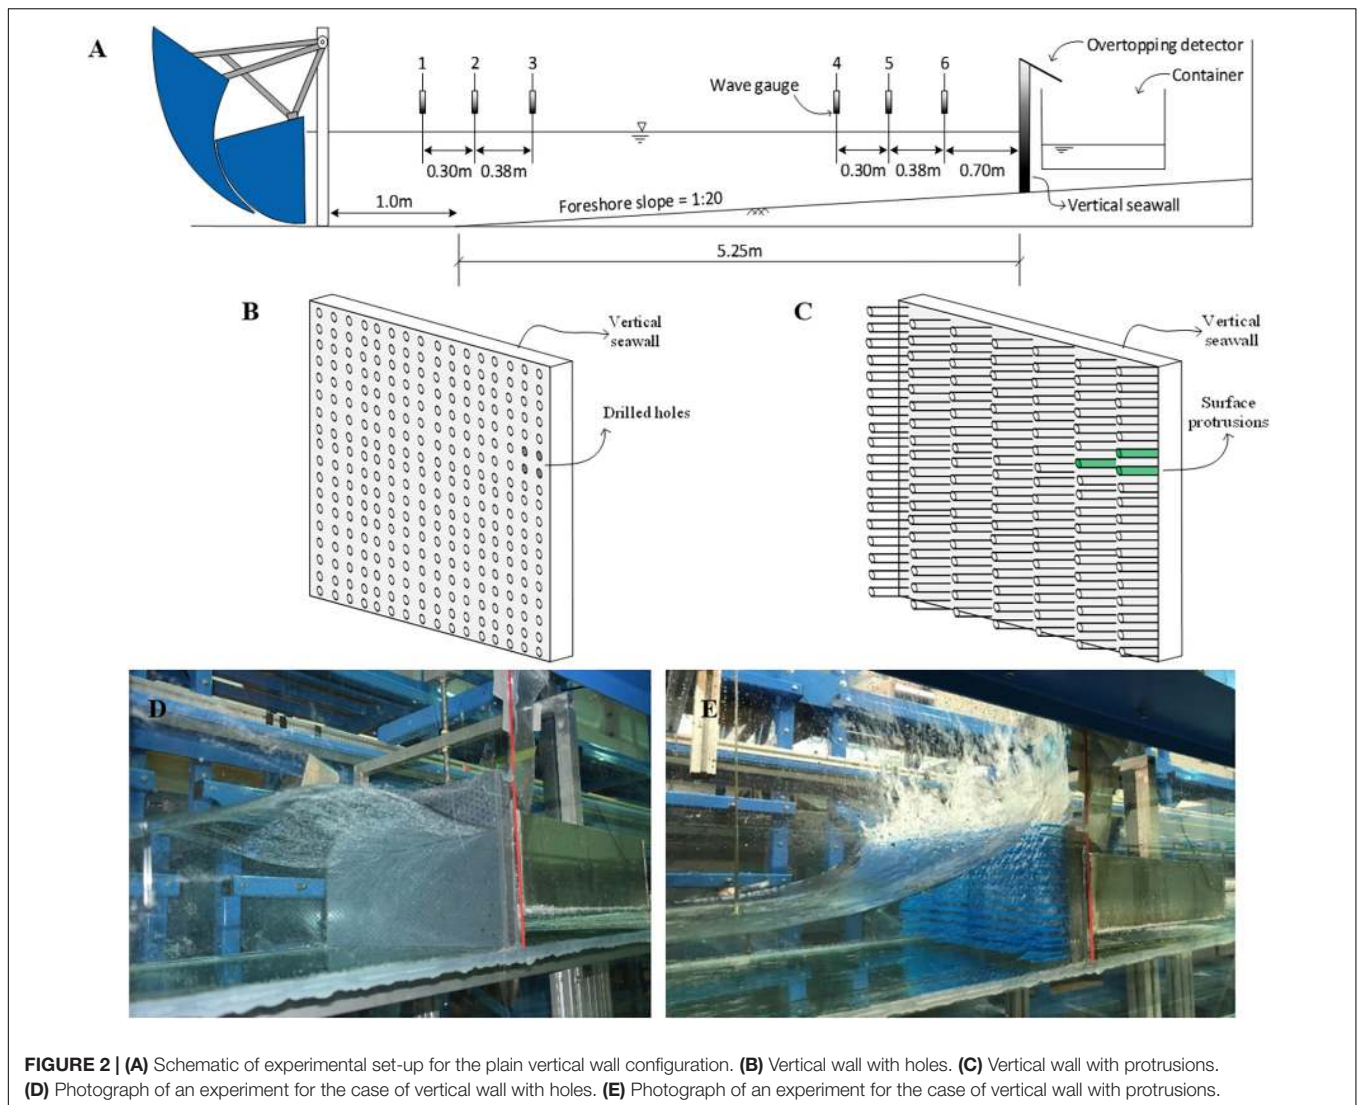 A
1 2 3 4 5 6
Wave gauge
Overtopping detector
Container
0.30m 0.38m 0.30m 0.38m 0.70m
1.0m
Foreshore slope = 1:20
Vertical seawall
5.25m
B
Vertical
seawall
Drilled holes
C
Vertical
seawall
Surface
protrusions
D
E
FIGURE 2 | (A) Schematic of experimental set-up for the plain vertical wall configuration. (B) Vertical wall with holes. (C) Vertical wall with protrusions.
(D) Photograph of an experiment for the case of vertical wall with holes. (E) Photograph of an experiment for the case of vertical wall with protrusions.